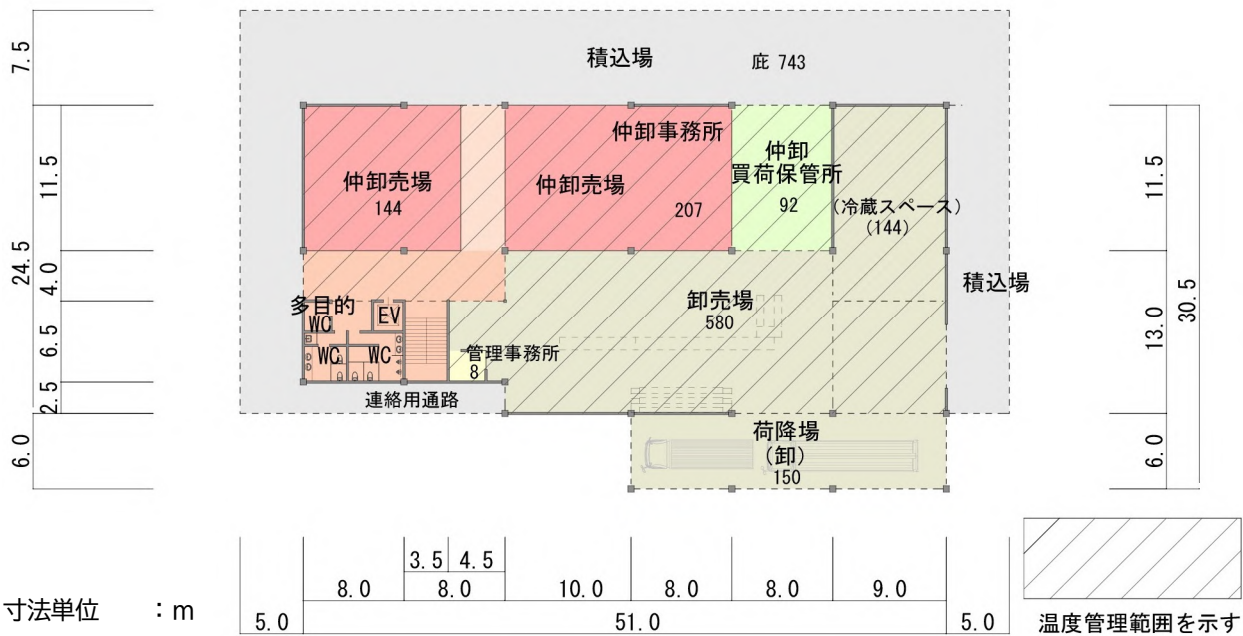 積込場
庇 743
7.5
11.5
24.5
4.0
6.5
2.5
6.0
仲卸売場
144
仲卸事務所
仲卸売場
207
仲卸
買荷保管所
92
(冷蔵スペース)
(144)
積込場
多目的
WC
EV
WC
WC
卸売場
580
管理事務所
8
連絡用通路
荷降場
(卸)
150
11.5
13.0
30.5
6.0
3.5
4.5
8.0
8.0
10.0
8.0
8.0
9.0
5.0
51.0
5.0
寸法単位 :m
温度管理範囲を示す